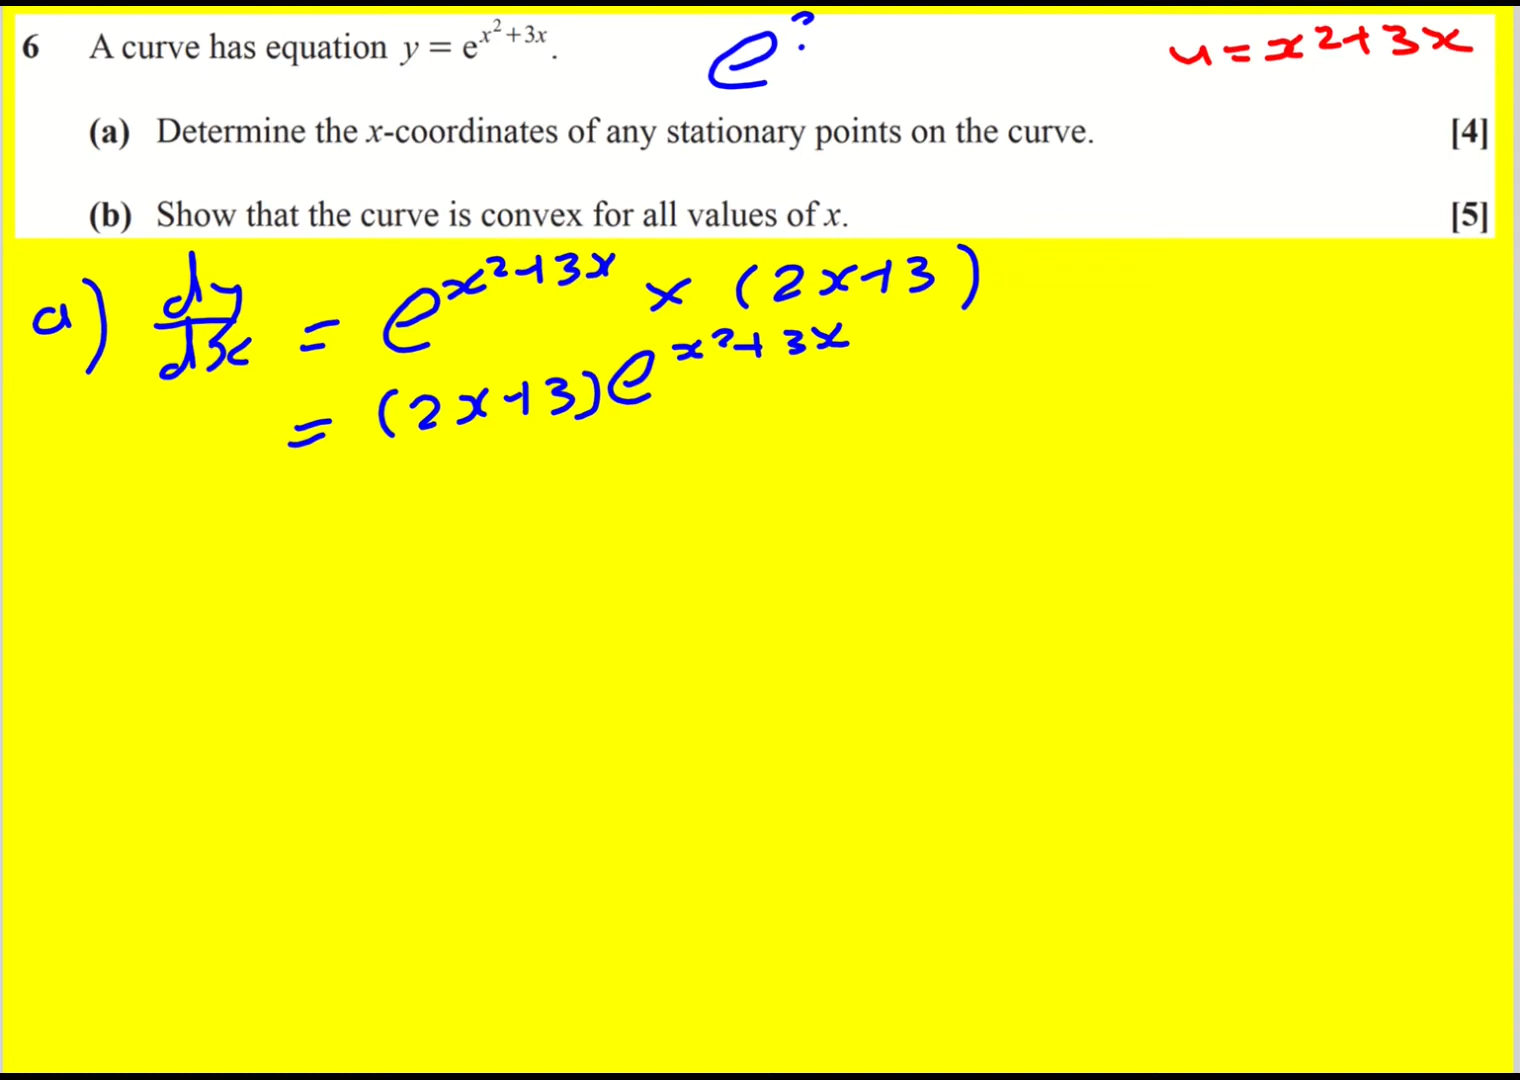 6 A curve has equation y = e^{x²+3x}. e^? u = x²+3x
(a) Determine the x-coordinates of any stationary points on the curve. [4]
(b) Show that the curve is convex for all values of x. [5]
a) dy/dx = e^{x²+3x} × (2x+3)
= (2x+3)e^{x²+3x}